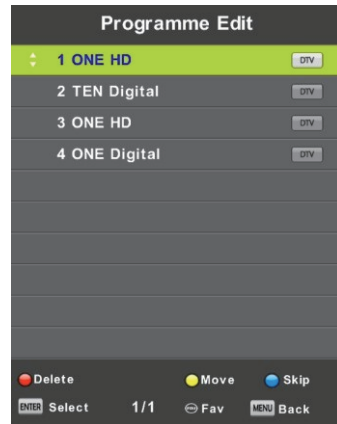 Programme Edit
1 ONE HD DTV
2 TEN Digital DTV
3 ONE HD DTV
4 ONE Digital DTV
Delete Move Skip
ENTER Select 1/1 Fav MENU Back